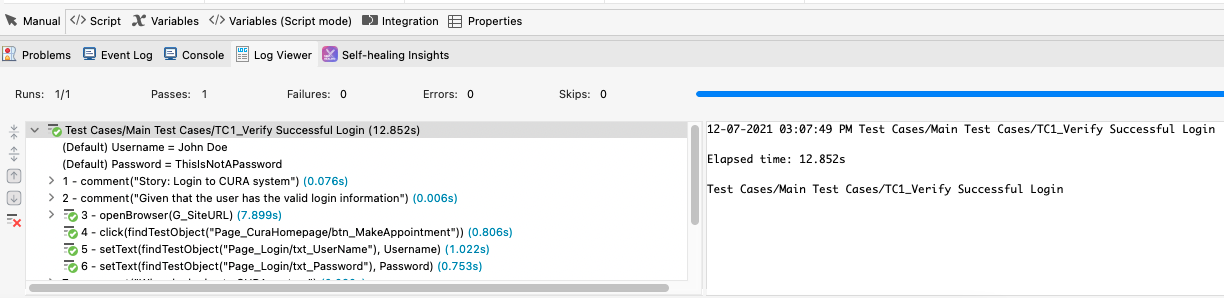 Manual </> Script Variables </> Variables (Script mode) Integration Properties
Problems Event Log Console LOG Log Viewer Self-healing Insights
Runs: 1/1 Passes: 1 Failures: 0 Errors: 0 Skips: 0
Test Cases/Main Test Cases/TC1_Verify Successful Login (12.852s)
(Default) Username = John Doe
(Default) Password = ThisIsNotAPassword
1 - comment("Story: Login to CURA system") (0.076s)
2 - comment("Given that the user has the valid login information") (0.006s)
3 - openBrowser(G_SiteURL) (7.899s)
4 - click(findTestObject("Page_CuraHomepage/btn_MakeAppointment")) (0.806s)
5 - setText(findTestObject("Page_Login/txt_UserName"), Username) (1.022s)
6 - setText(findTestObject("Page_Login/txt_Password"), Password) (0.753s)
12-07-2021 03:07:49 PM Test Cases/Main Test Cases/TC1_Verify Successful Login
Elapsed time: 12.852s
Test Cases/Main Test Cases/TC1_Verify Successful Login